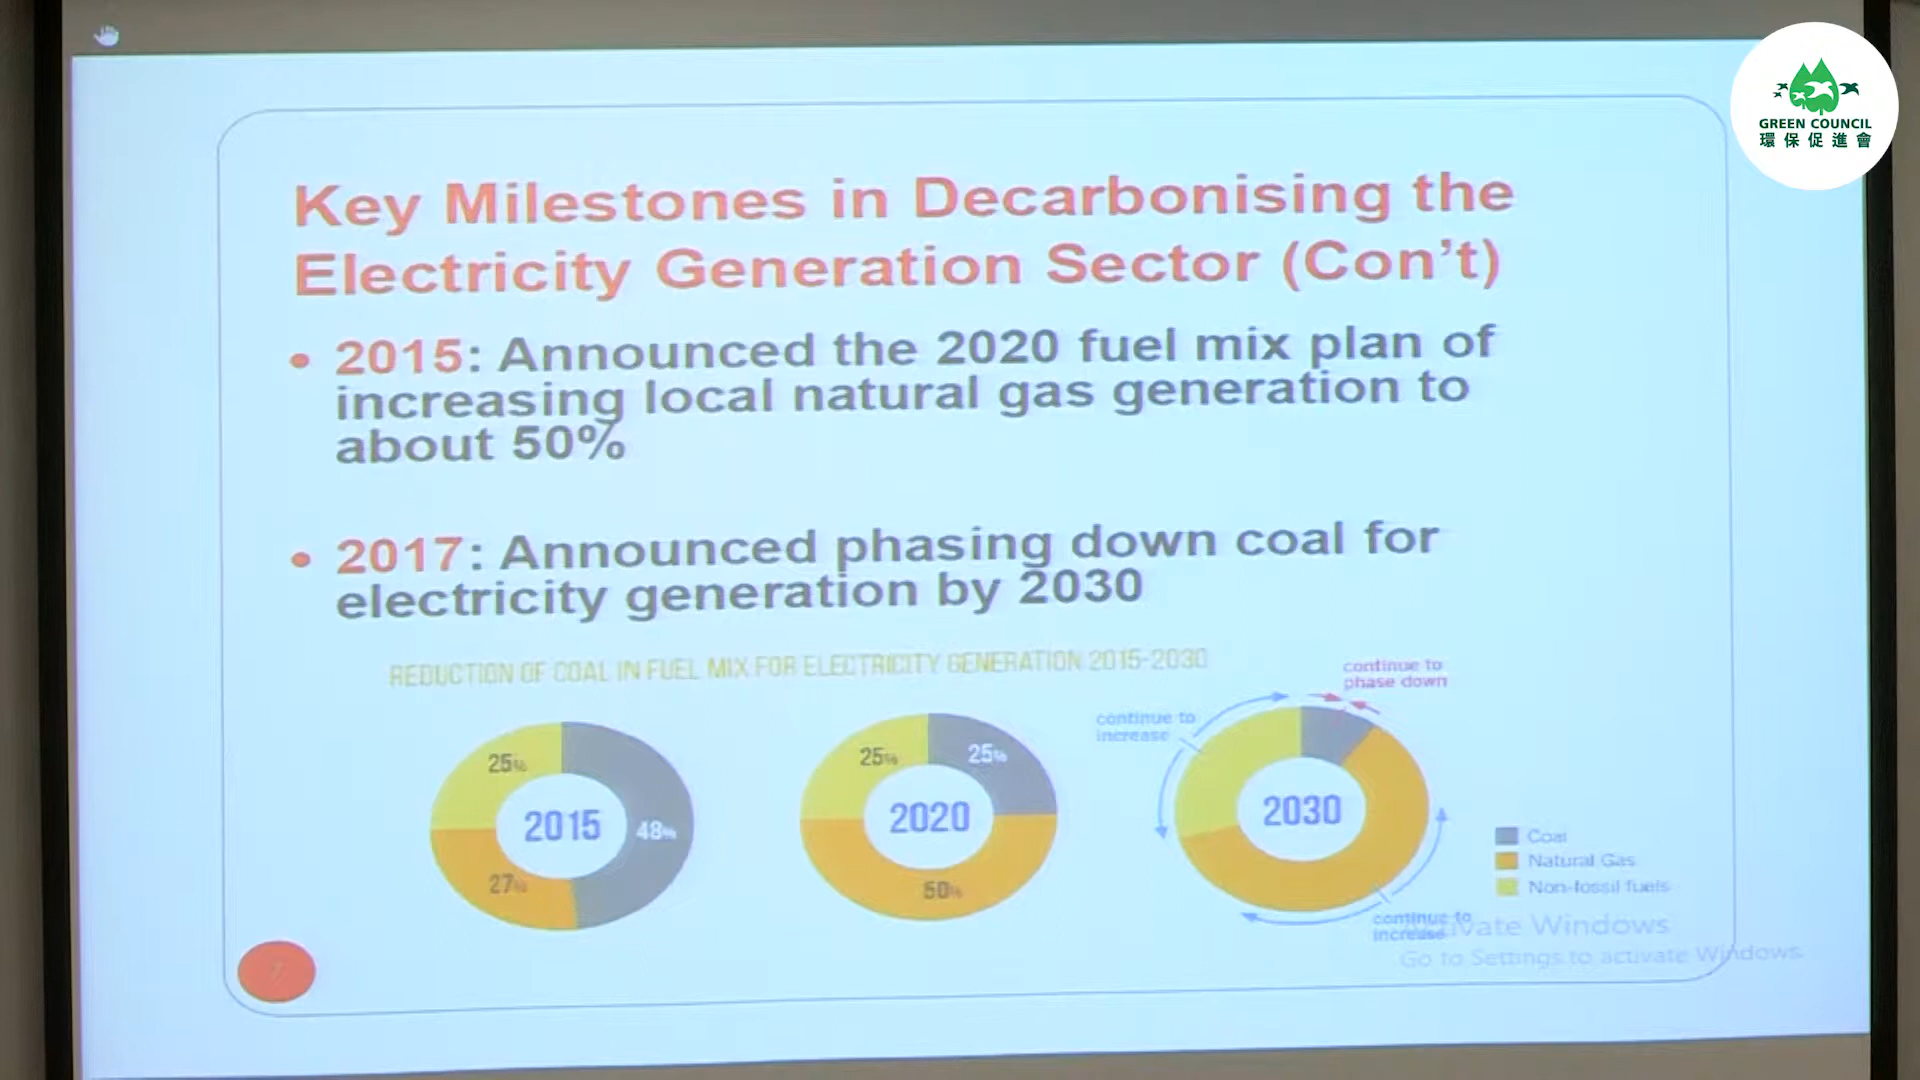 GREEN COUNCIL
環保促進會
Key Milestones in Decarbonising the
Electricity Generation Sector (Con't)
• 2015: Announced the 2020 fuel mix plan of
increasing local natural gas generation to
about 50%
• 2017: Announced phasing down coal for
electricity generation by 2030
REDUCTION OF COAL IN FUEL MIX FOR ELECTRICITY GENERATION 2015-2030
25%
48%
27%
2015
25%
25%
50%
2020
continue to
increase
continue to
phase down
2030
continue to
increase
Coal
Natural Gas
Non-fossil fuels
Activate Windows
Go to Settings to activate Windows.
7